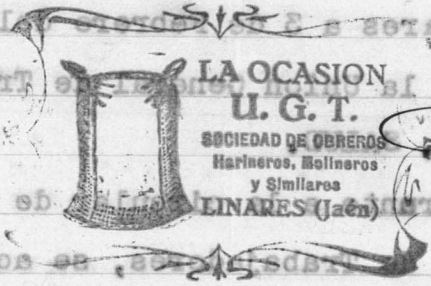 LA OCASION
U. G. T.
SOCIEDAD DE OBREROS
Harineros, Molineros
y Similares
LINARES (Jaén)